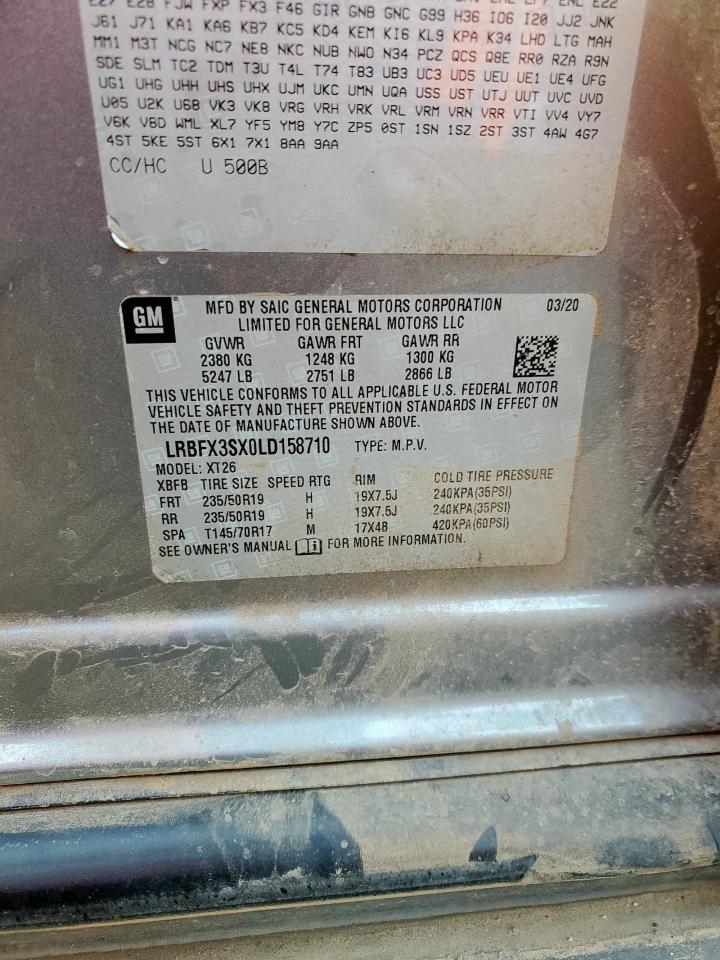 J61 J71 KA1 KA6 KB7 KC5 KD4 KEM KI6 KL9 KPA K34 LHD LTG MAH
MM1 M3T NCG NC7 NE8 NKC NUB NWO N34 PCZ QCS Q8E RR0 RZA R9N
SDE SLM TC2 TDM T3U T4L T74 T83 UB3 UC3 UD5 UEU UE1 UE4 UFG
UG1 UHG UHH UHS UHX UJM UKC UMN UQA USS UST UTJ UUT UVC UVD
U05 U2K U68 VK3 VK8 VRG VRH VRK VRL VRM VRN VRR VTI VV4 VY7
V6K V8D WML XL7 YF5 YM8 Y7C ZP5 0ST 1SN 1SZ 2ST 3ST 4AW 4G7
4ST 5KE 5ST 6X1 7X1 8AA 9AA
CC/HC U 500B
GM MFD BY SAIC GENERAL MOTORS CORPORATION 03/20
LIMITED FOR GENERAL MOTORS LLC
GVWR GAWR FRT GAWR RR
2380 KG 1248 KG 1300 KG
5247 LB 2751 LB 2866 LB
THIS VEHICLE CONFORMS TO ALL APPLICABLE U.S. FEDERAL MOTOR
VEHICLE SAFETY AND THEFT PREVENTION STANDARDS IN EFFECT ON
THE DATE OF MANUFACTURE SHOWN ABOVE.
LRBFX3SX0LD158710 TYPE: M.P.V.
MODEL: XT26
XBFB TIRE SIZE SPEED RTG RIM COLD TIRE PRESSURE
FRT 235/50R19 H 19X7.5J 240KPA(35PSI)
RR 235/50R19 H 19X7.5J 240KPA(35PSI)
SPA T145/70R17 M 17X4B 420KPA(60PSI)
SEE OWNER'S MANUAL FOR MORE INFORMATION.